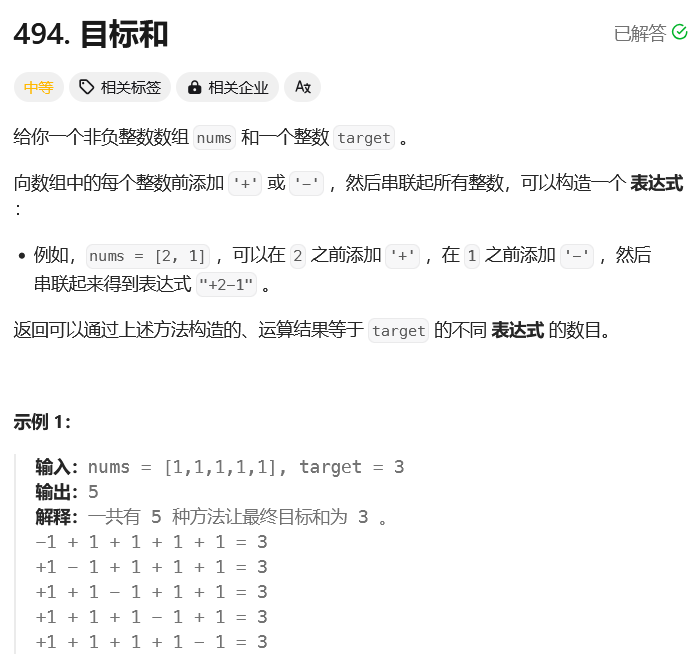 494. 目标和
已解答
中等 相关标签 相关企业 Aあ
给你一个非负整数数组 nums 和一个整数 target 。
向数组中的每个整数前添加 '+' 或 '-' ，然后串联起所有整数，可以构造一个 表达式
：
• 例如，nums = [2, 1] ，可以在 2 之前添加 '+' ，在 1 之前添加 '-' ，然后
串联起来得到表达式 "+2-1" 。
返回可以通过上述方法构造的、运算结果等于 target 的不同 表达式 的数目。
示例 1：
输入：nums = [1,1,1,1,1], target = 3
输出：5
解释：一共有 5 种方法让最终目标和为 3 。
-1 + 1 + 1 + 1 + 1 = 3
+1 - 1 + 1 + 1 + 1 = 3
+1 + 1 - 1 + 1 + 1 = 3
+1 + 1 + 1 - 1 + 1 = 3
+1 + 1 + 1 + 1 - 1 = 3